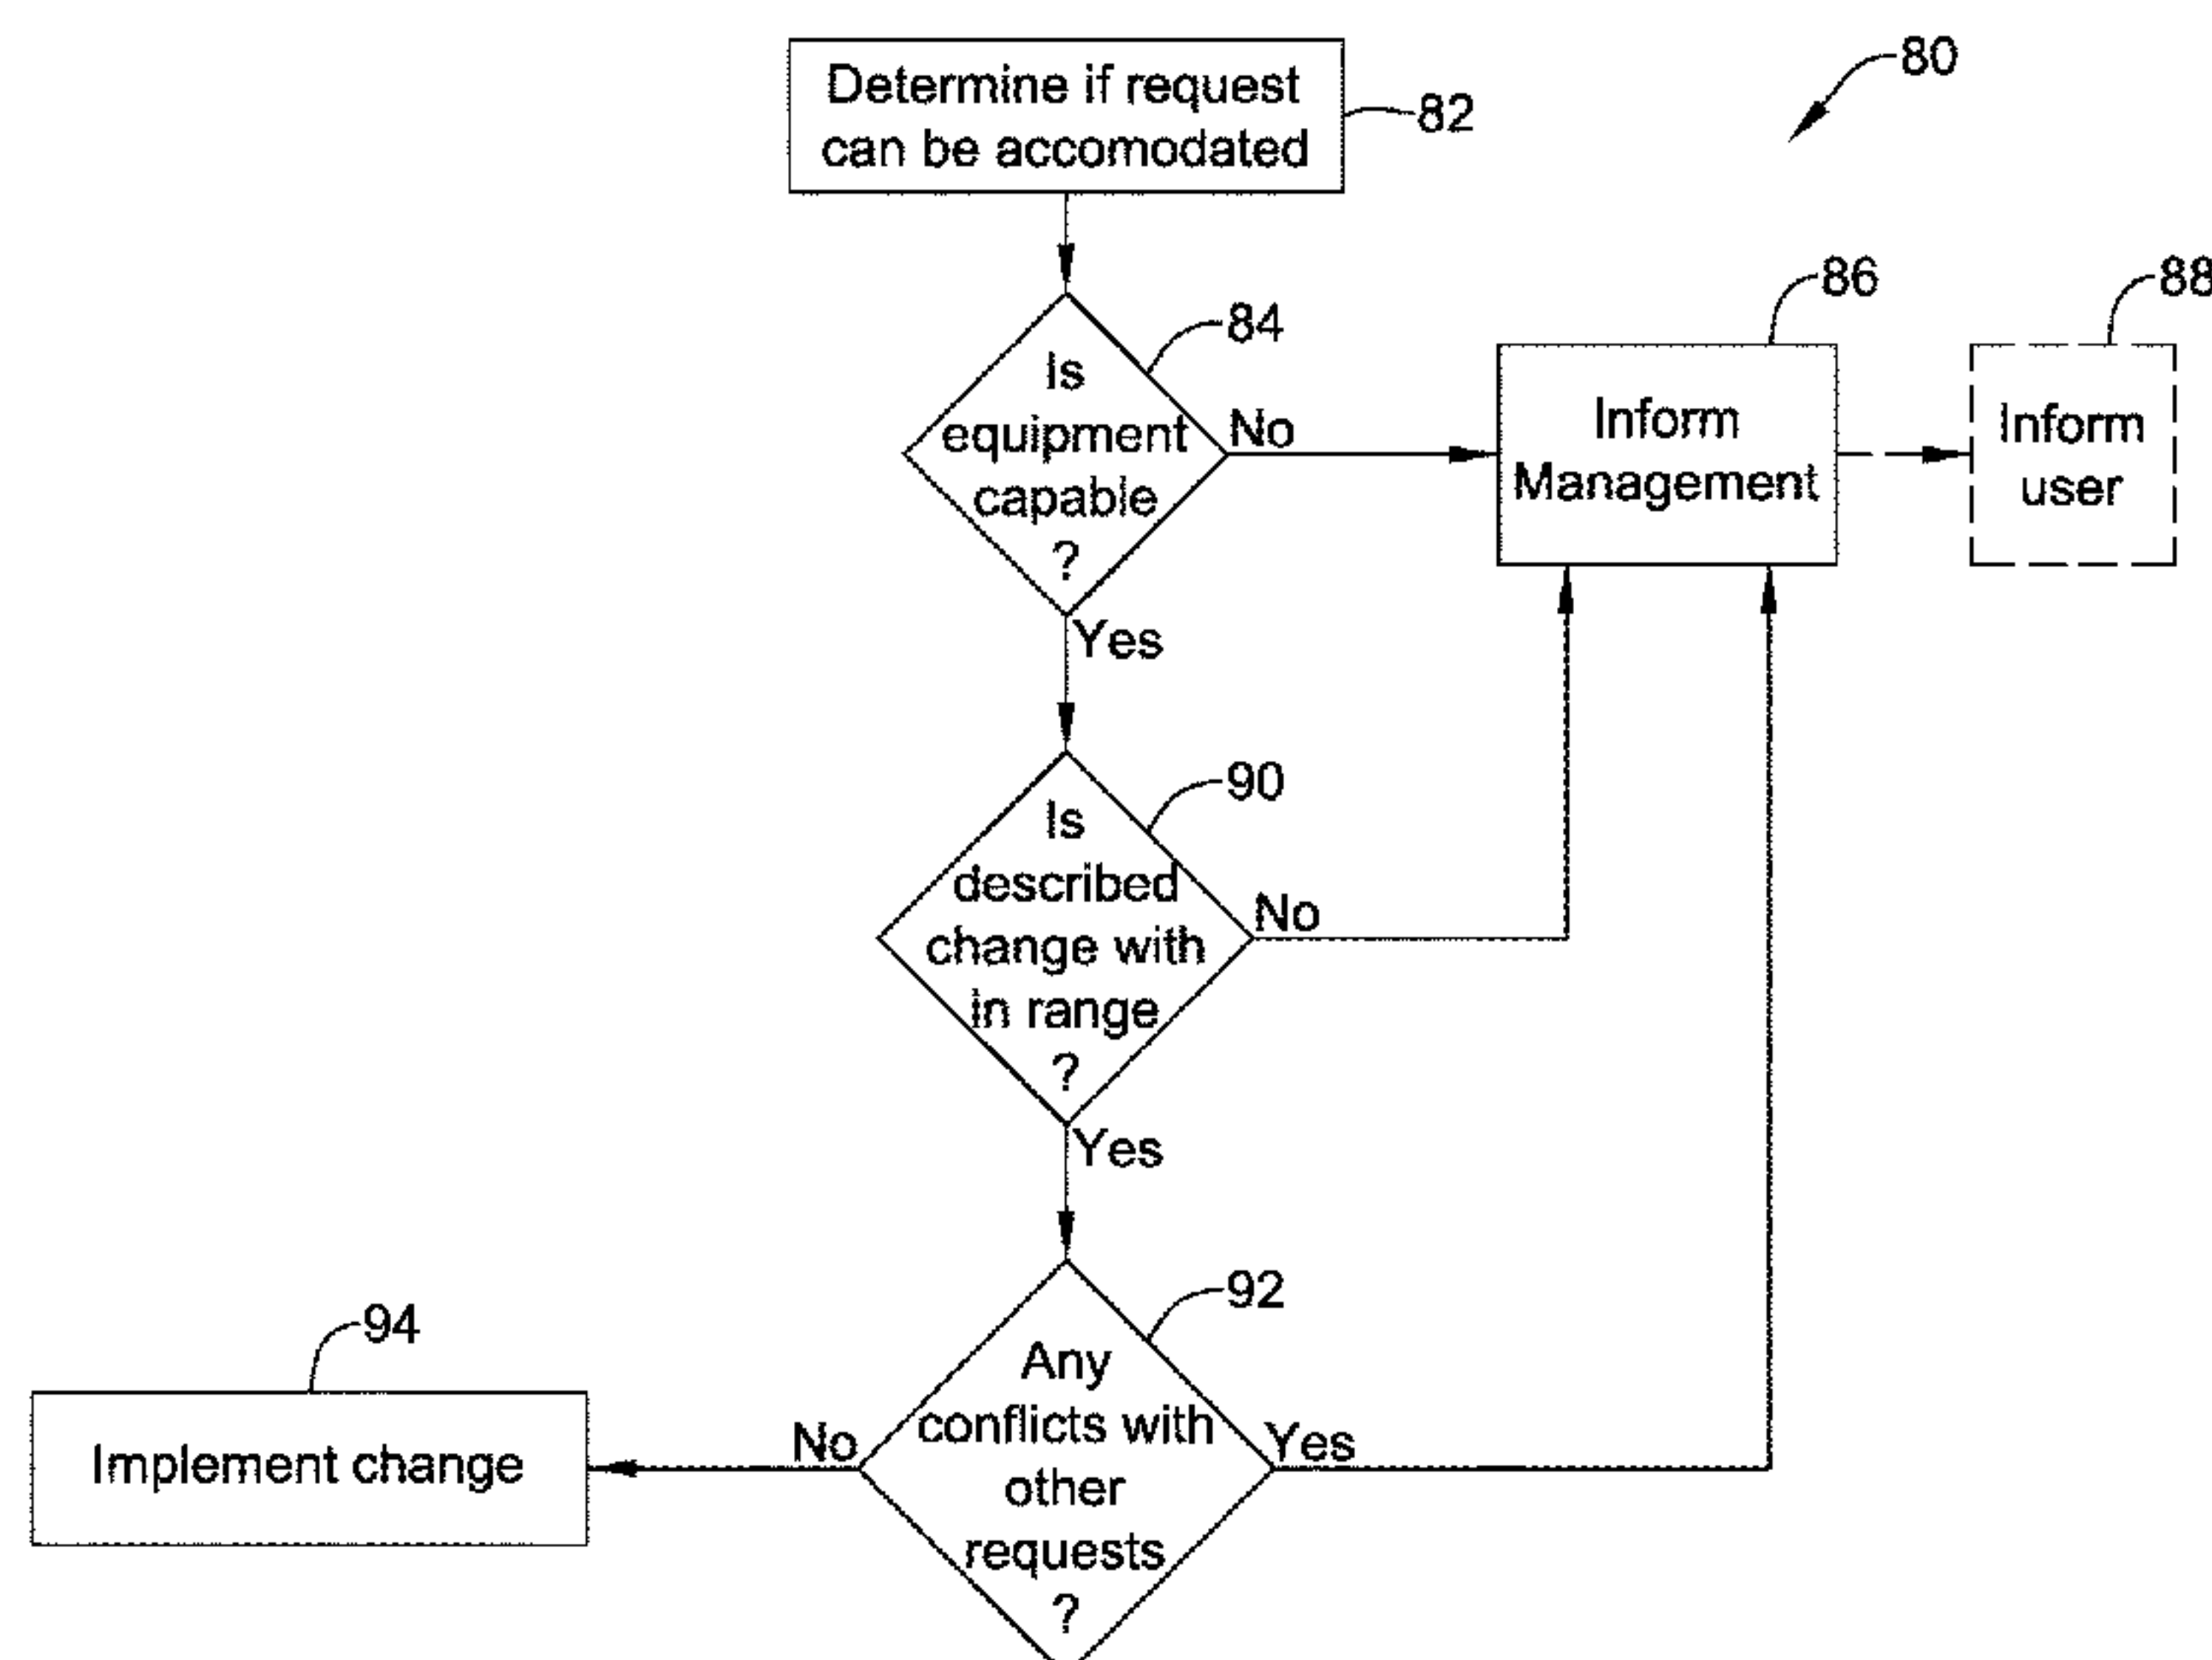 Determine if request
can be accomodated
82
80
Is
equipment
capable
?
84
No
Yes
Inform
Management
86
Inform
user
88
Is
described
change with
in range
?
90
No
Yes
Any
conflicts with
other
requests
?
92
No
Yes
Implement change
94